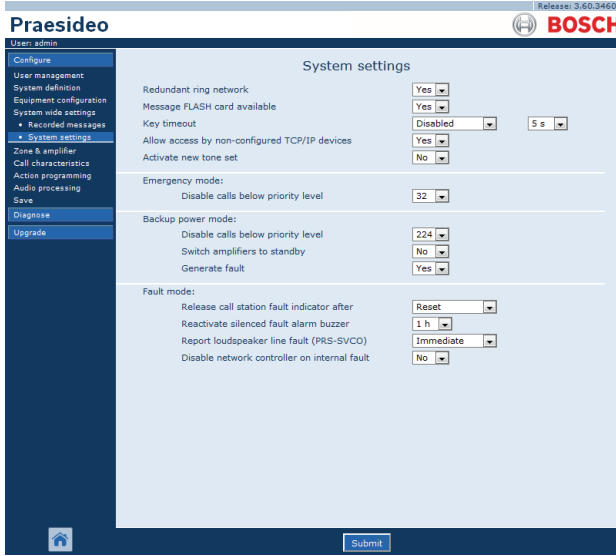 Release: 3.60.3460
Praesideo
BOSCH
User: admin
Configure
User management
System definition
Equipment configuration
System wide settings
• Recorded messages
• System settings
Zone & amplifier
Call characteristics
Action programming
Audio processing
Save
Diagnose
Upgrade
System settings
Redundant ring network Yes
Message FLASH card available Yes
Key timeout Disabled 5 s
Allow access by non-configured TCP/IP devices Yes
Activate new tone set No
Emergency mode:
Disable calls below priority level 32
Backup power mode:
Disable calls below priority level 224
Switch amplifiers to standby No
Generate fault Yes
Fault mode:
Release call station fault indicator after Reset
Reactivate silenced fault alarm buzzer 1 h
Report loudspeaker line fault (PRS-SVCO) Immediate
Disable network controller on internal fault No
Submit